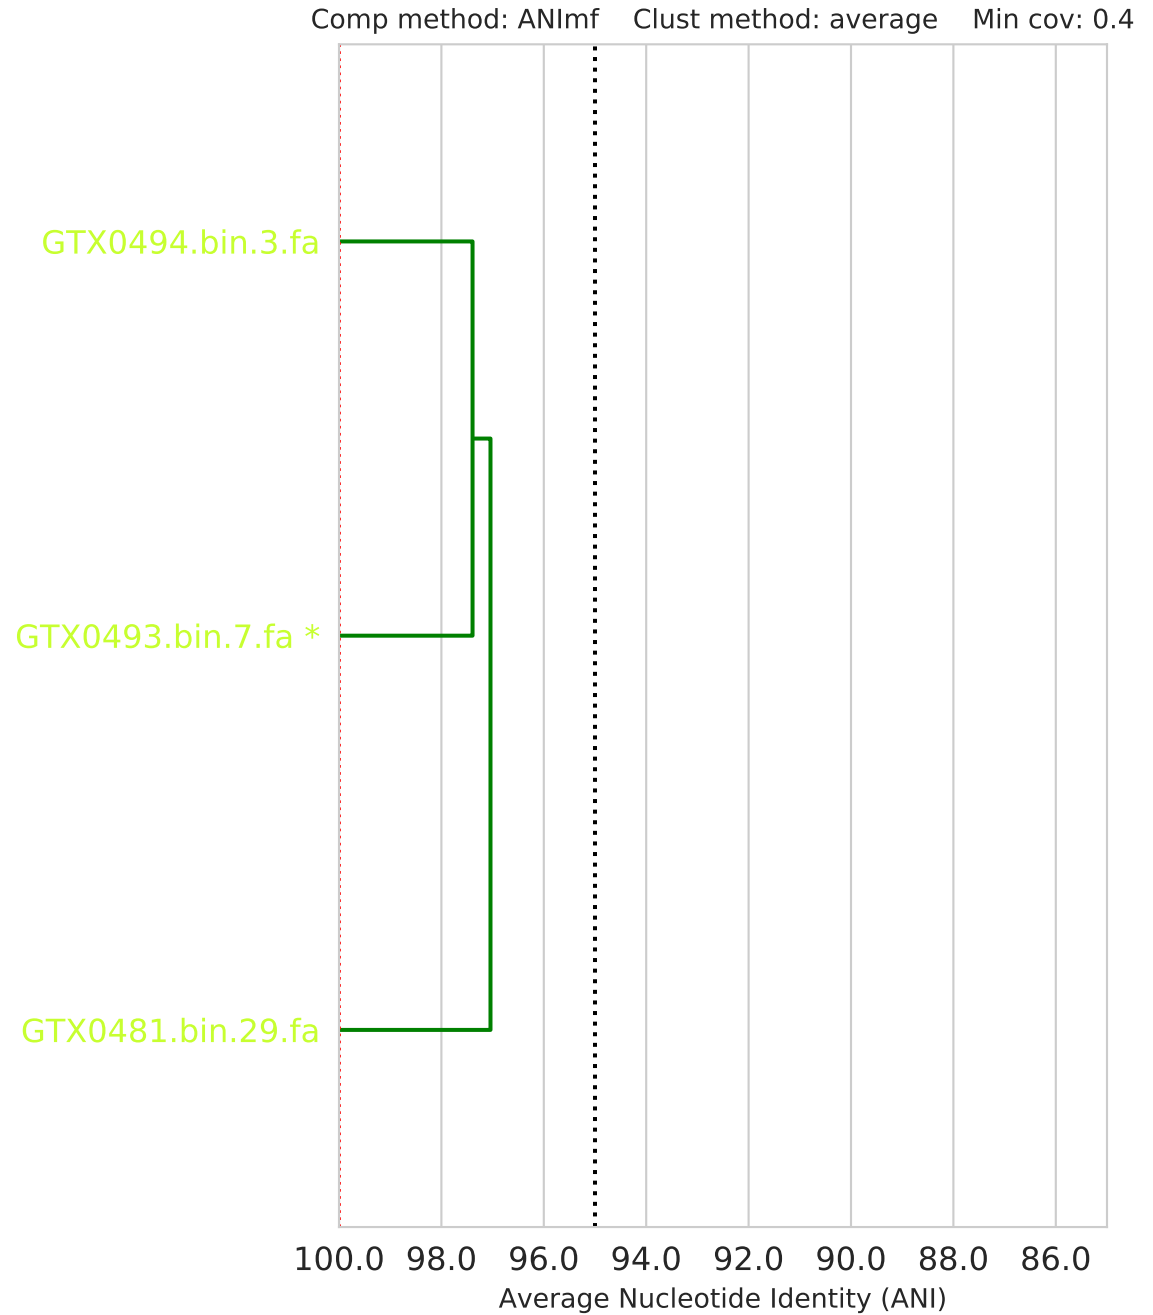 Comp method: ANImf    Clust method: average    Min cov: 0.4
GTX0494.bin.3.fa
GTX0493.bin.7.fa *
GTX0481.bin.29.fa
100.0 98.0 96.0 94.0 92.0 90.0 88.0 86.0
Average Nucleotide Identity (ANI)